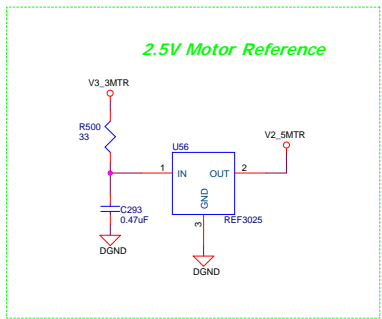 2.5V Motor Reference
V3_3MTR
R500
33
U56
V2_5MTR
1
IN
OUT
2
GND
3
REF3025
C293
0.47uF
DGND
DGND